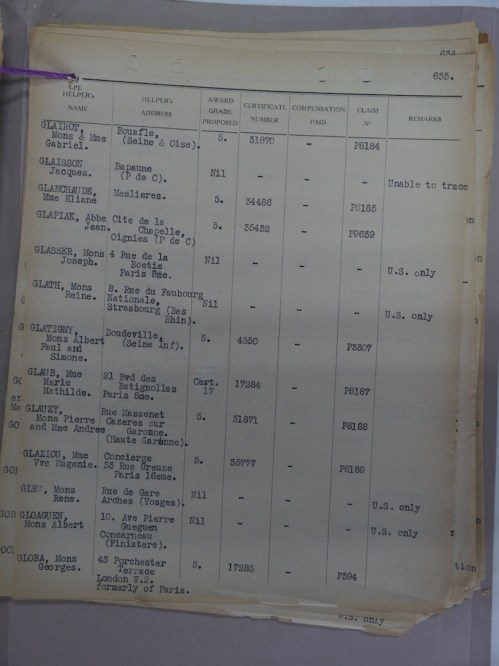 634
633.
LPE
HELPER's
NAME
HELPER's
ADDRESS
AWARD
GRADE
PROPOSED
CERTIFICATE
NUMBER
COMPENSATION
PAID
CLAIM
Nº
REMARKS
GLAIROT, Bouafle, 5. 31870 - P8184
Mons & Mme (Seine & Oise).
Gabriel.
GLAISSON Bapaume Nil - - - Unable to trace
Jacques. (P de C)
GLANCHAUDE, Meslieres. 5. 34486 - P8185
Mme Eliane
GLAPIAK, Abbe Cite de la 5. 35432 - P9639
Jean. Chapelle,
Oignies (P de C)
GLASSER, Mons 4 Rue de la Nil - - - U.S. only
Joseph. Boetie
Paris 8me.
GLATH, Mons 8. Rue du Faubourg Nil - - - U.S. only
Reine. Nationale,
Strasbourg (Bas
Rhin).
GLATIGNY, Doudeville, 5. 4550 - P3307
Mons Albert (Seine Inf).
Paul and
Simone.
GLAUB, Mme 21 Bvd des Cert. 17284 - P8187
Marie Batignolles 17
Mathilde. Paris 8me.
GLAUZY, Rue Massenet 5. 31871 - P8188
Mons Pierre Cazeres sur
and Mme Andree Garonne.
(Haute Garonne).
GLAZIOU, Mme Concierge 5. 35777 - P8189
Vve Eugenie. 33 Rue Greuze
Paris 16eme.
GLEY, Mons Rue de Gare Nil - - - U.S. only
Rene. Arches (Vosges).
GLOAGUEN, 10. Ave Pierre Nil - - - U.S. only
Mons Albert Gueguen
Concarneau
(Finistere).
GLOBA, Mons 43 Porchester 5. 17285 - P394
Georges. Terrace
London W.S.
formerly of Paris.
U.S. only